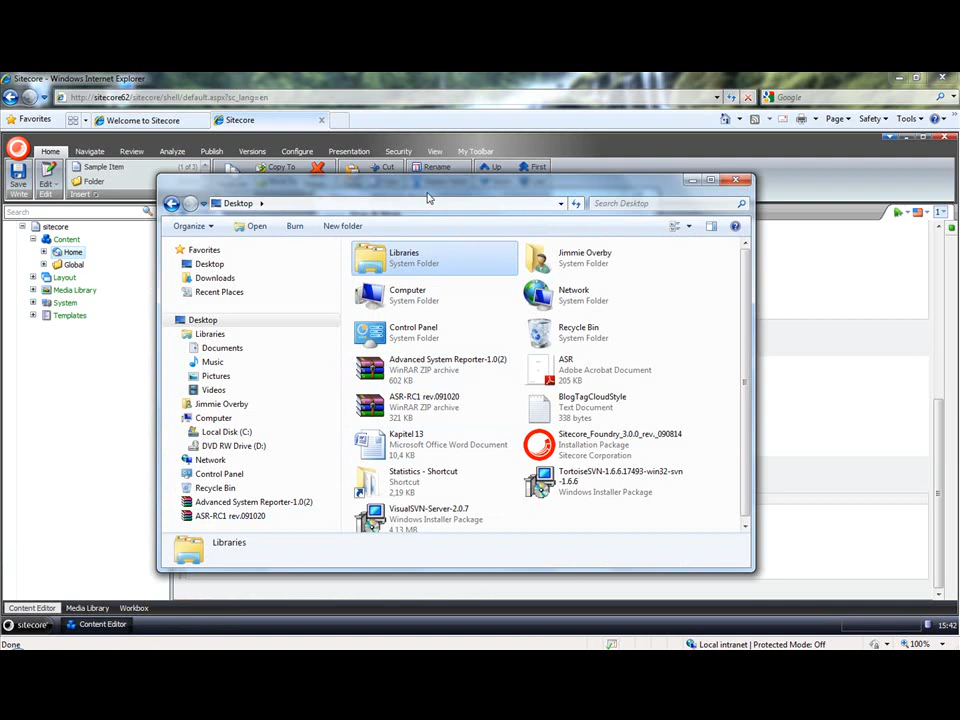 Sitecore - Windows Internet Explorer
http://sitecore62/sitecore/shell/default.aspx?sc_lang=en
Google
Favorites
Welcome to Sitecore
Sitecore
Page
Safety
Tools
Home
Navigate
Review
Analyze
Publish
Versions
Configure
Presentation
Security
View
My Toolbar
Save
Write
Edit
Edit
Sample Item
(1 of 3)
Folder
Insert
Copy To
Cut
Rename
Up
First
Search
sitecore
Content
Home
Global
Layout
Media Library
System
Templates
Desktop
Search Desktop
Organize
Open
Burn
New folder
Favorites
Desktop
Downloads
Recent Places
Desktop
Libraries
Documents
Music
Pictures
Videos
Jimmie Overby
Computer
Local Disk (C:)
DVD RW Drive (D:)
Network
Control Panel
Recycle Bin
Advanced System Reporter-1.0(2)
ASR-RC1 rev.091020
Libraries
System Folder
Jimmie Overby
System Folder
Computer
System Folder
Network
System Folder
Control Panel
System Folder
Recycle Bin
System Folder
Advanced System Reporter-1.0(2)
WinRAR ZIP archive
602 KB
ASR
Adobe Acrobat Document
205 KB
ASR-RC1 rev.091020
WinRAR ZIP archive
321 KB
BlogTagCloudStyle
Text Document
338 bytes
Kapitel 13
Microsoft Office Word Document
10,4 KB
Sitecore_Foundry_3.0.0_rev._090814
Installation Package
Sitecore Corporation
Statistics - Shortcut
Shortcut
2,19 KB
TortoiseSVN-1.6.6.17493-win32-svn
-1.6.6
Windows Installer Package
VisualSVN-Server-2.0.7
Windows Installer Package
4,13 MB
Libraries
Content Editor
Media Library
Workbox
sitecore
Content Editor
15:42
Done
Local intranet | Protected Mode: Off
100%